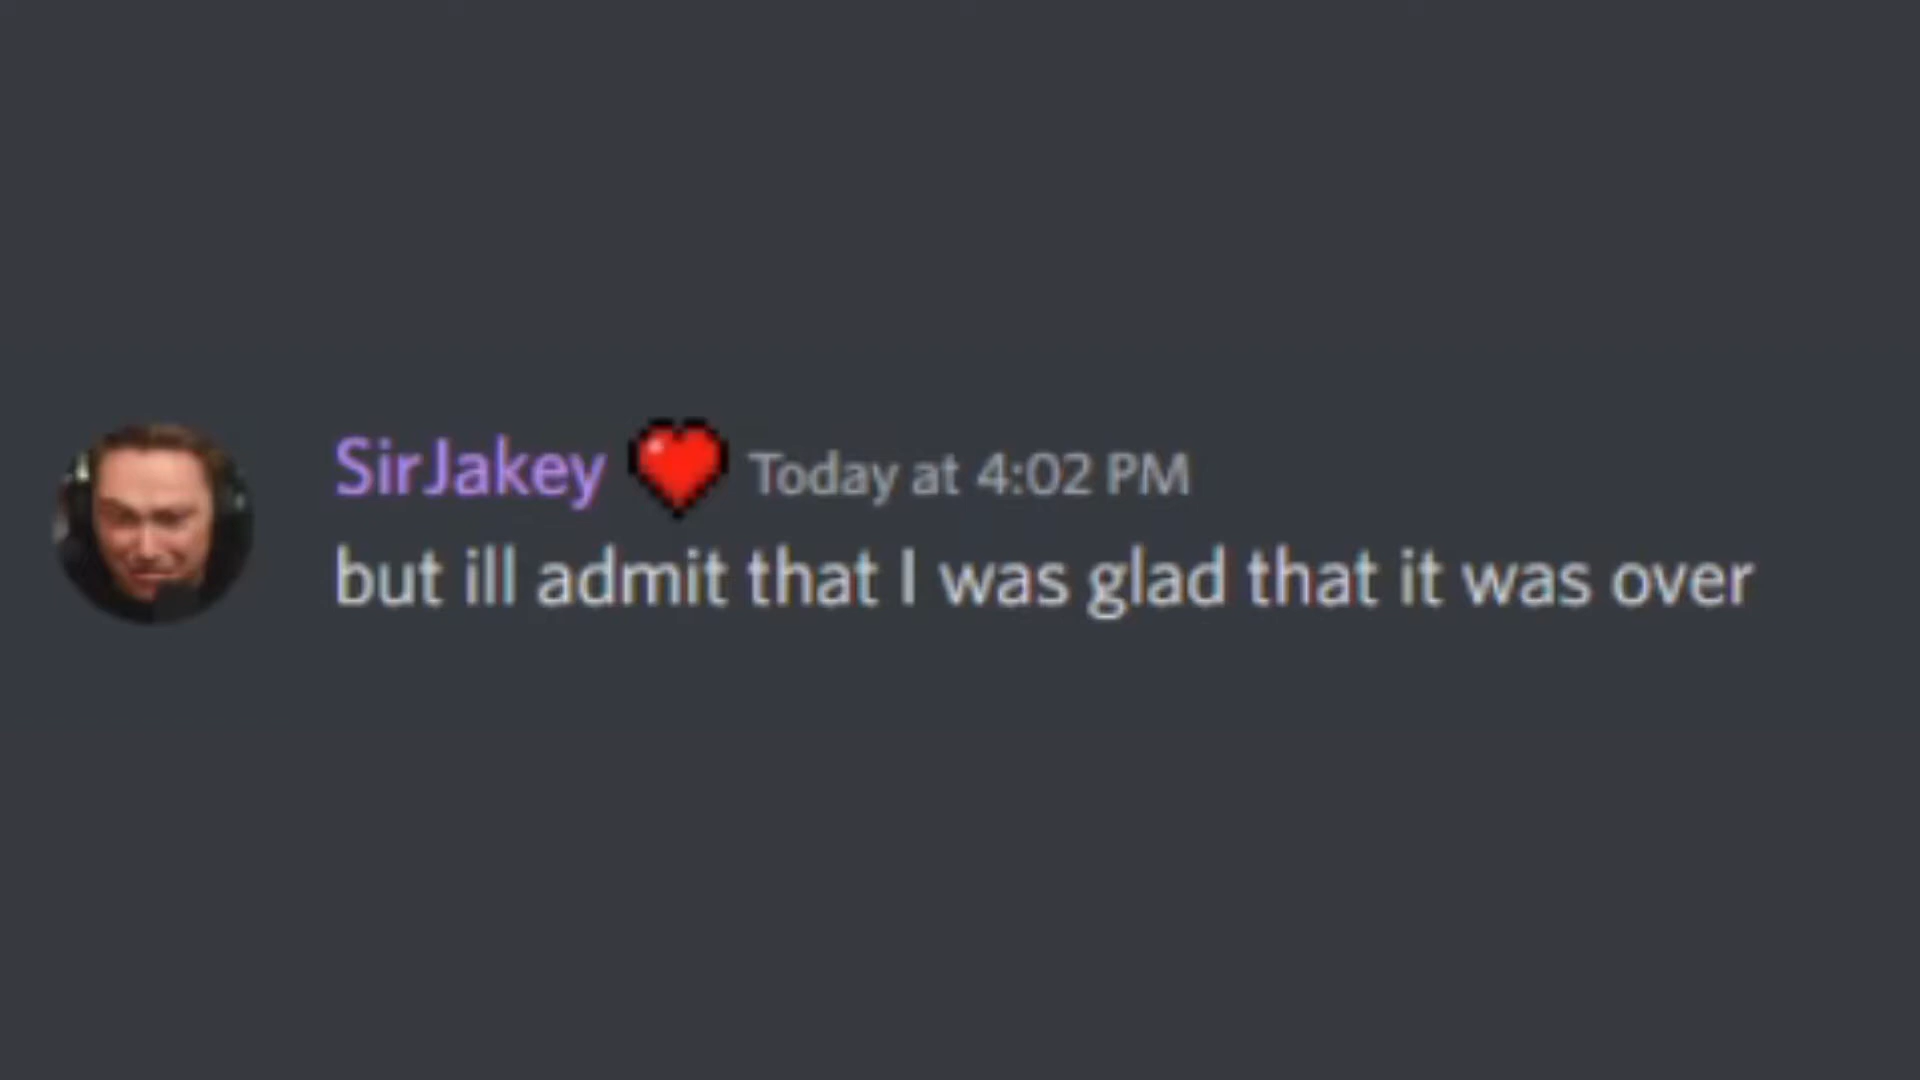 SirJakey Today at 4:02 PM
but ill admit that I was glad that it was over